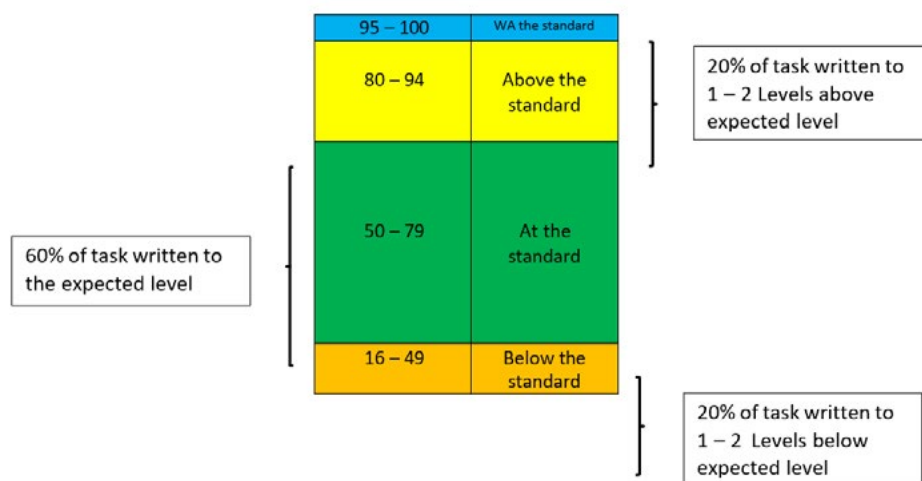 95 – 100
WA the standard
80 – 94
Above the
standard
20% of task written to
1 – 2 Levels above
expected level
50 – 79
At the
standard
60% of task written to
the expected level
16 – 49
Below the
standard
20% of task written to
1 – 2 Levels below
expected level